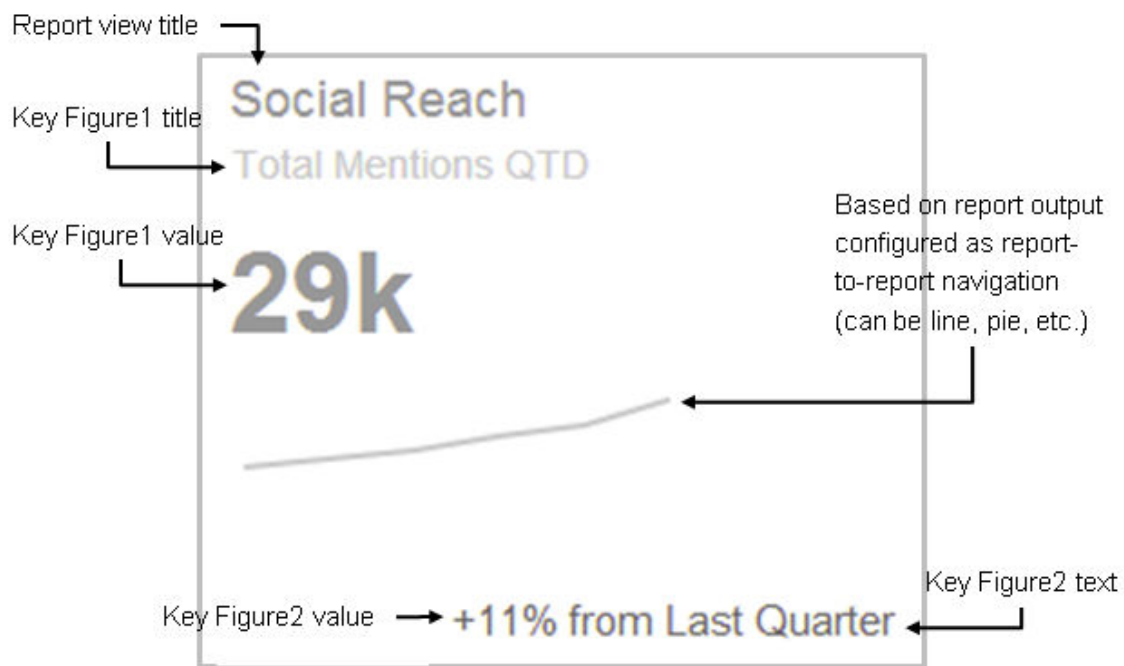 Report view title
Social Reach
Key Figure1 title
Total Mentions QTD
Key Figure1 value
29k
Based on report output
configured as report-
to-report navigation
(can be line, pie, etc.)
Key Figure2 text
Key Figure2 value
+11% from Last Quarter